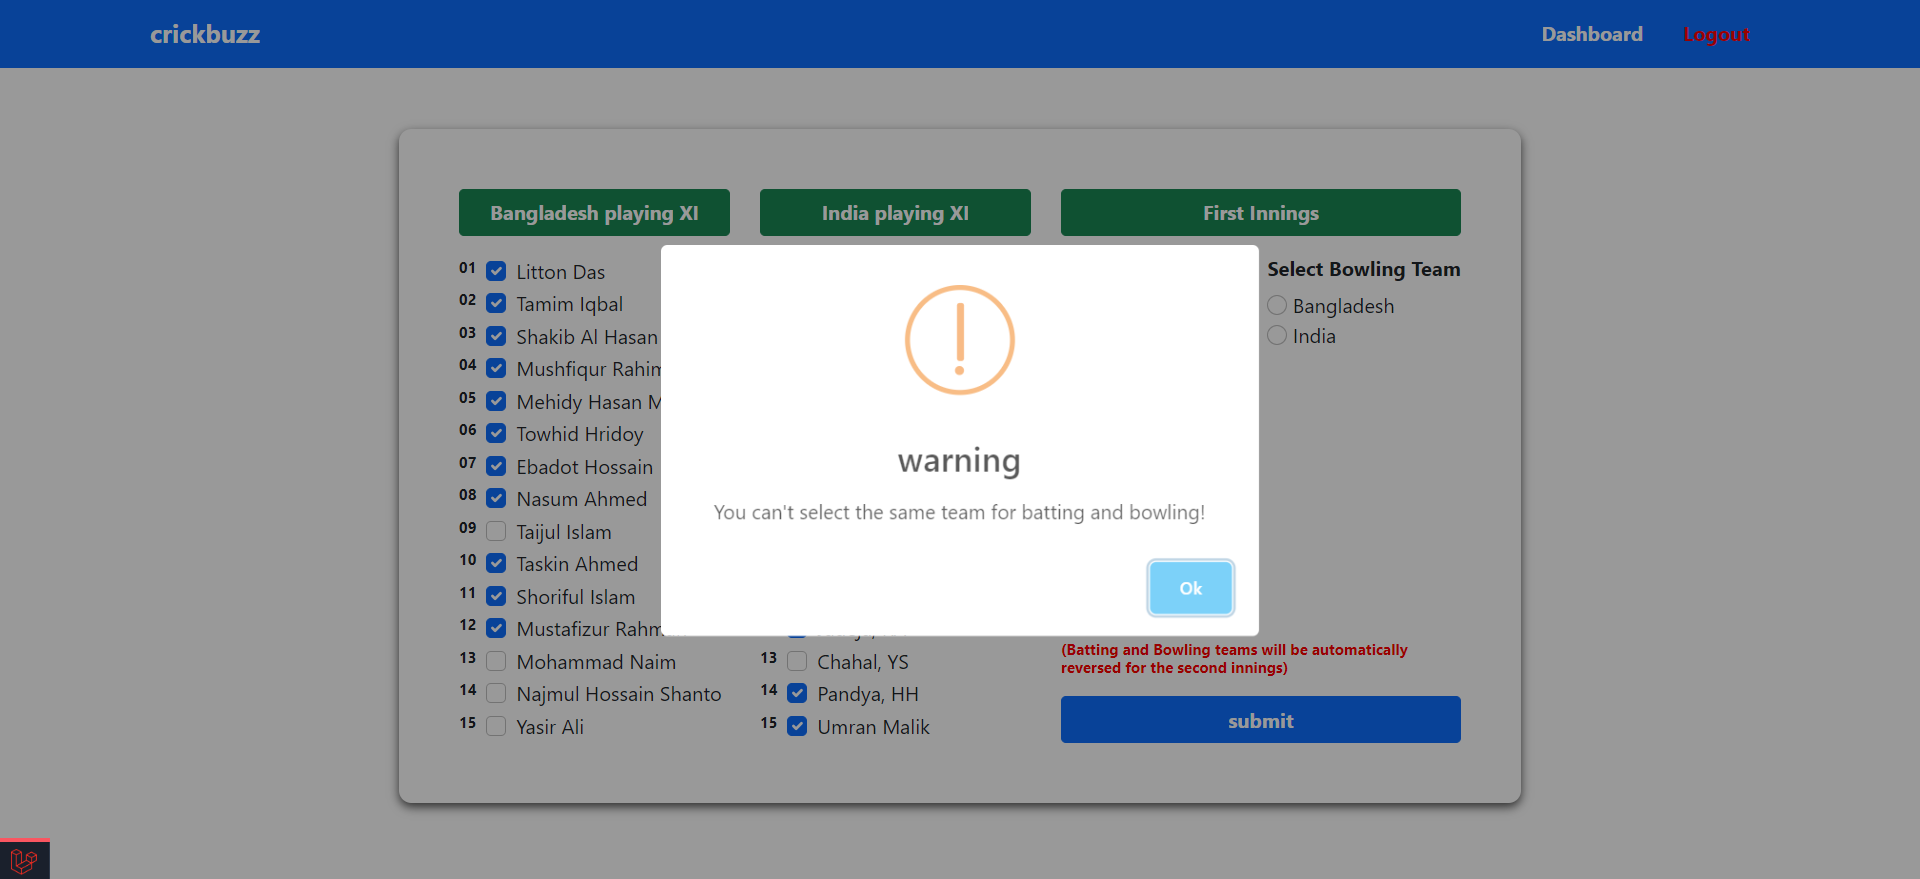 crickbuzz
Dashboard
Logout
Bangladesh playing XI
India playing XI
First Innings
01 Litton Das
02 Tamim Iqbal
03 Shakib Al Hasan
04 Mushfiqur Rahim
05 Mehidy Hasan M
06 Towhid Hridoy
07 Ebadot Hossain
08 Nasum Ahmed
09 Taijul Islam
10 Taskin Ahmed
11 Shoriful Islam
12 Mustafizur
13 Mohammad Naim
14 Najmul Hossain Shanto
15 Yasir Ali
13 Chahal, YS
14 Pandya, HH
15 Umran Malik
Select Bowling Team
Bangladesh
India
(Batting and Bowling teams will be automatically
reversed for the second innings)
submit
warning
You can't select the same team for batting and bowling!
Ok